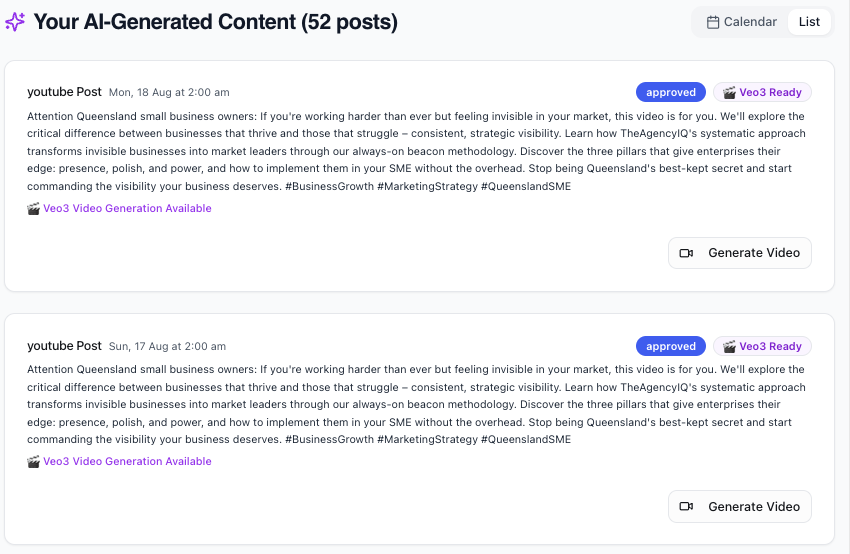 Your AI-Generated Content (52 posts)
Calendar
List
youtube Post Mon, 18 Aug at 2:00 am
approved
🎬 Veo3 Ready
Attention Queensland small business owners: If you're working harder than ever but feeling invisible in your market, this video is for you. We'll explore the
critical difference between businesses that thrive and those that struggle – consistent, strategic visibility. Learn how TheAgencyIQ's systematic approach
transforms invisible businesses into market leaders through our always-on beacon methodology. Discover the three pillars that give enterprises their
edge: presence, polish, and power, and how to implement them in your SME without the overhead. Stop being Queensland's best-kept secret and start
commanding the visibility your business deserves. #BusinessGrowth #MarketingStrategy #QueenslandSME
🎬 Veo3 Video Generation Available
Generate Video
youtube Post Sun, 17 Aug at 2:00 am
approved
🎬 Veo3 Ready
Attention Queensland small business owners: If you're working harder than ever but feeling invisible in your market, this video is for you. We'll explore the
critical difference between businesses that thrive and those that struggle – consistent, strategic visibility. Learn how TheAgencyIQ's systematic approach
transforms invisible businesses into market leaders through our always-on beacon methodology. Discover the three pillars that give enterprises their
edge: presence, polish, and power, and how to implement them in your SME without the overhead. Stop being Queensland's best-kept secret and start
commanding the visibility your business deserves. #BusinessGrowth #MarketingStrategy #QueenslandSME
🎬 Veo3 Video Generation Available
Generate Video